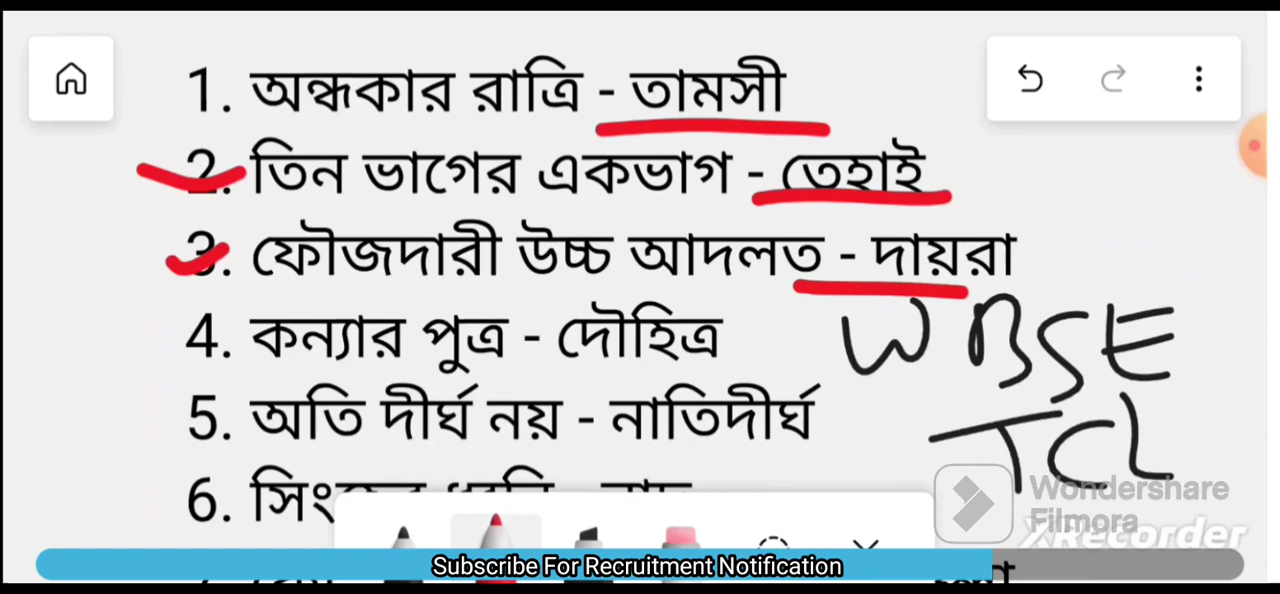 1. অন্ধকার রাত্রি - তামসী
2. তিন ভাগের একভাগ - তেহাই
3. ফৌজদারী উচ্চ আদলত - দায়রা
4. কন্যার পুত্র - দৌহিত্র
WBSE
5. অতি দীর্ঘ নয় - নাতিদীর্ঘ
TCL
6.
Wondershare
Filmora
XRecorder
Subscribe For Recruitment Notification